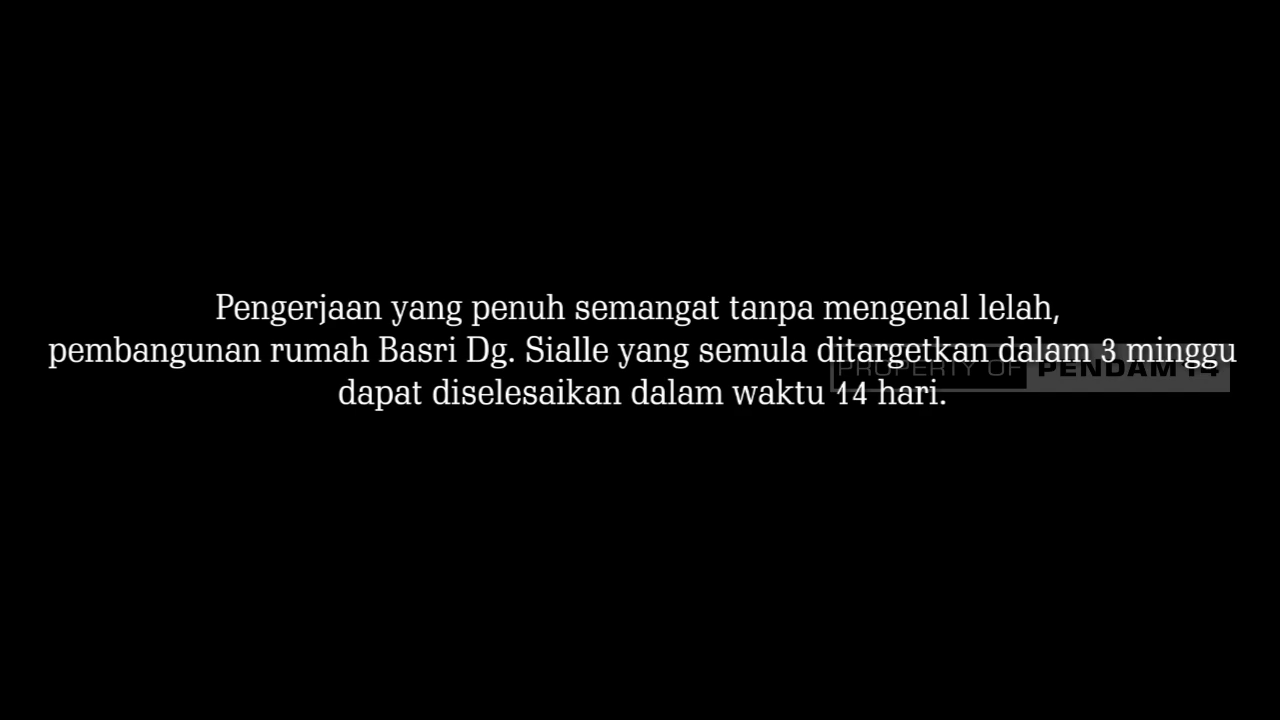 Pengerjaan yang penuh semangat tanpa mengenal lelah,
pembangunan rumah Basri Dg. Sialle yang semula ditargetkan dalam 3 minggu
PROPERTY OF PENDAM 14
dapat diselesaikan dalam waktu 14 hari.